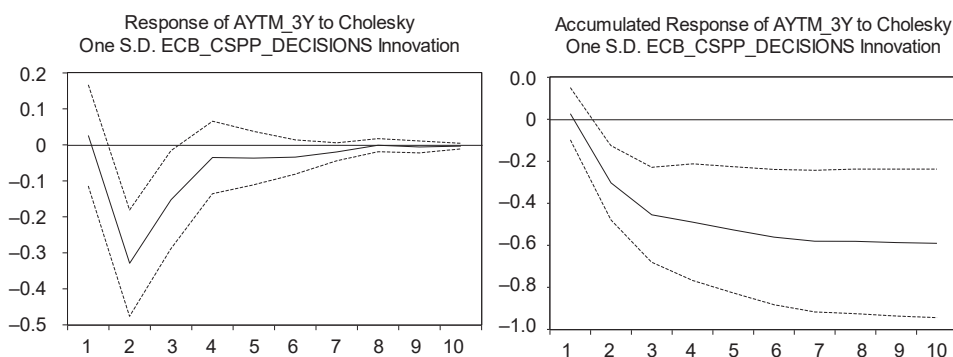 Response of AYTM_3Y to Cholesky
One S.D. ECB_CSPP_DECISIONS Innovation
0.2
0.1
0
–0.1
–0.2
–0.3
–0.4
–0.5
1 2 3 4 5 6 7 8 9 10
Accumulated Response of AYTM_3Y to Cholesky
One S.D. ECB_CSPP_DECISIONS Innovation
0.0
0
–0.2
–0.4
–0.6
–0.8
–1.0
1 2 3 4 5 6 7 8 9 10